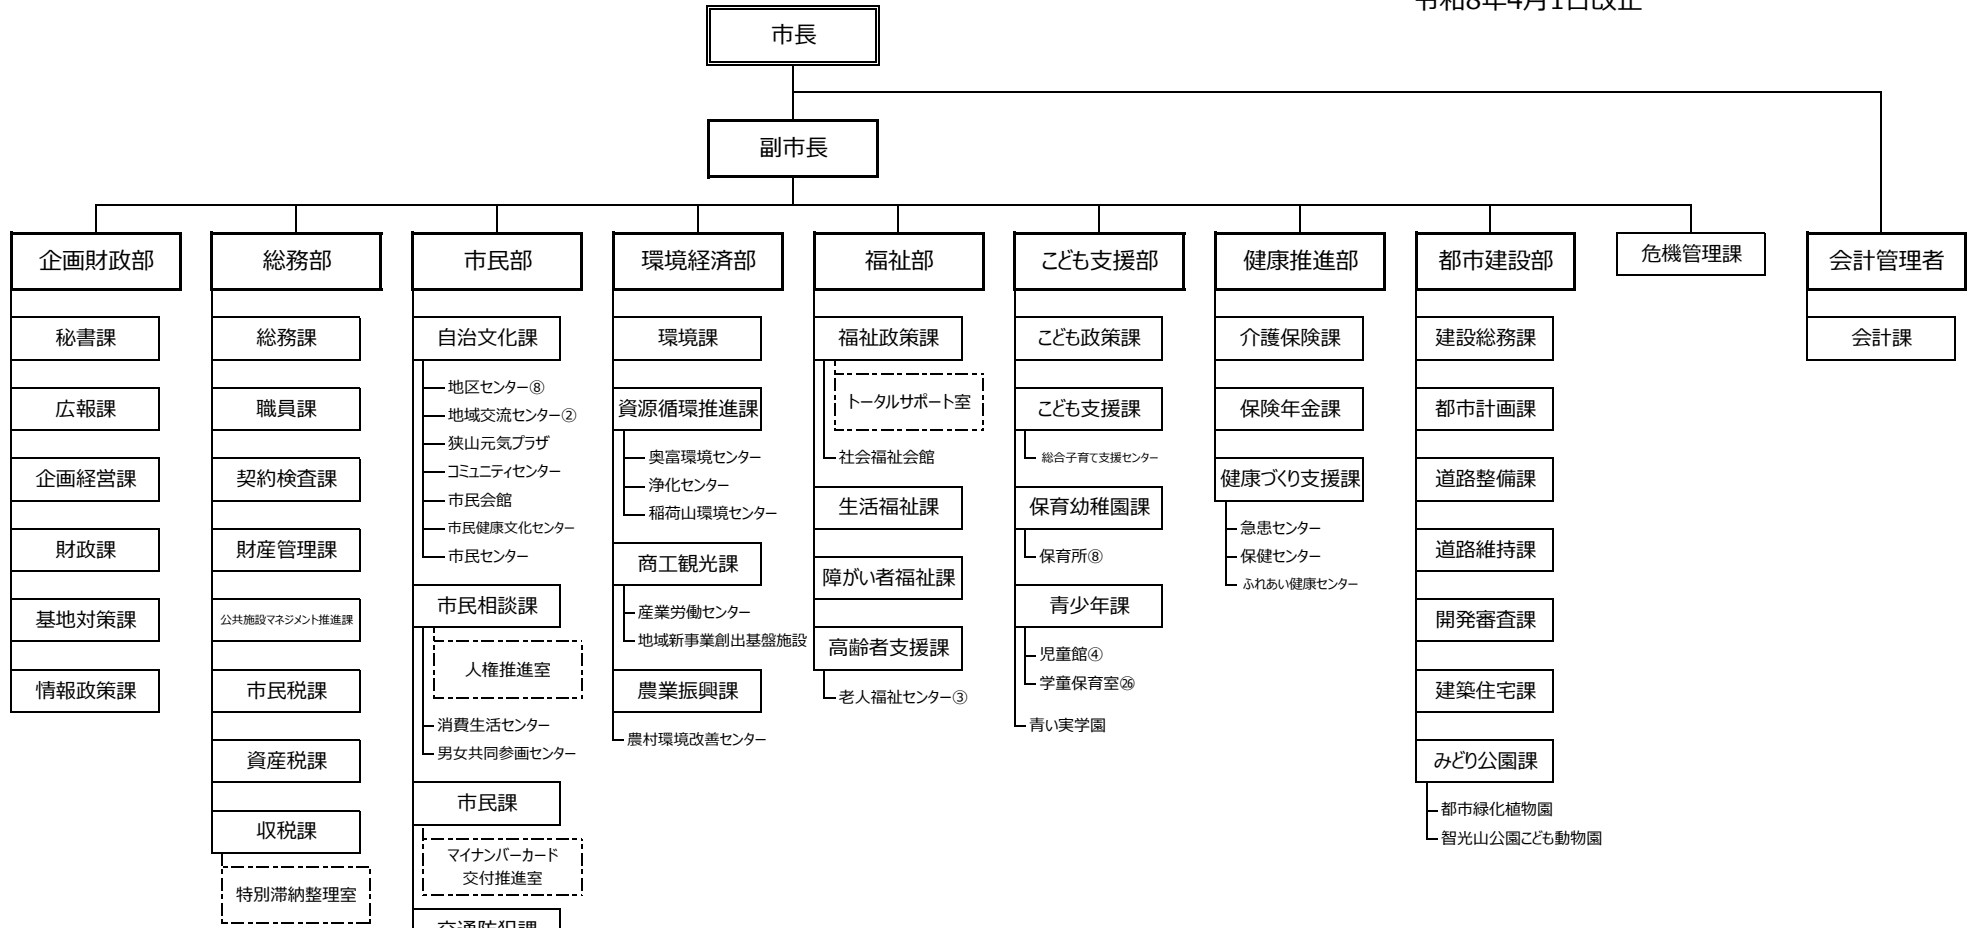 令和8年4月1日改正
市長
副市長
企画財政部
秘書課
広報課
企画経営課
財政課
基地対策課
情報政策課
総務部
総務課
職員課
契約検査課
財産管理課
公共施設マネジメント推進課
市民税課
資産税課
収税課
特別滞納整理室
市民部
自治文化課
地区センター⑧
地域交流センター②
狭山元気プラザ
コミュニティセンター
市民会館
市民健康文化センター
市民センター
市民相談課
人権推進室
消費生活センター
男女共同参画センター
市民課
マイナンバーカード
交付推進室
交通防犯課
環境経済部
環境課
資源循環推進課
奥富環境センター
浄化センター
稲荷山環境センター
商工観光課
産業労働センター
地域新事業創出基盤施設
農業振興課
農村環境改善センター
福祉部
福祉政策課
トータルサポート室
社会福祉会館
生活福祉課
障がい者福祉課
高齢者支援課
老人福祉センター③
こども支援部
こども政策課
こども支援課
総合子育て支援センター
保育幼稚園課
保育所⑧
青少年課
児童館④
学童保育室㉖
青い実学園
健康推進部
介護保険課
保険年金課
健康づくり支援課
急患センター
保健センター
ふれあい健康センター
都市建設部
建設総務課
都市計画課
道路整備課
道路維持課
開発審査課
建築住宅課
みどり公園課
都市緑化植物園
智光山公園こども動物園
危機管理課
会計管理者
会計課